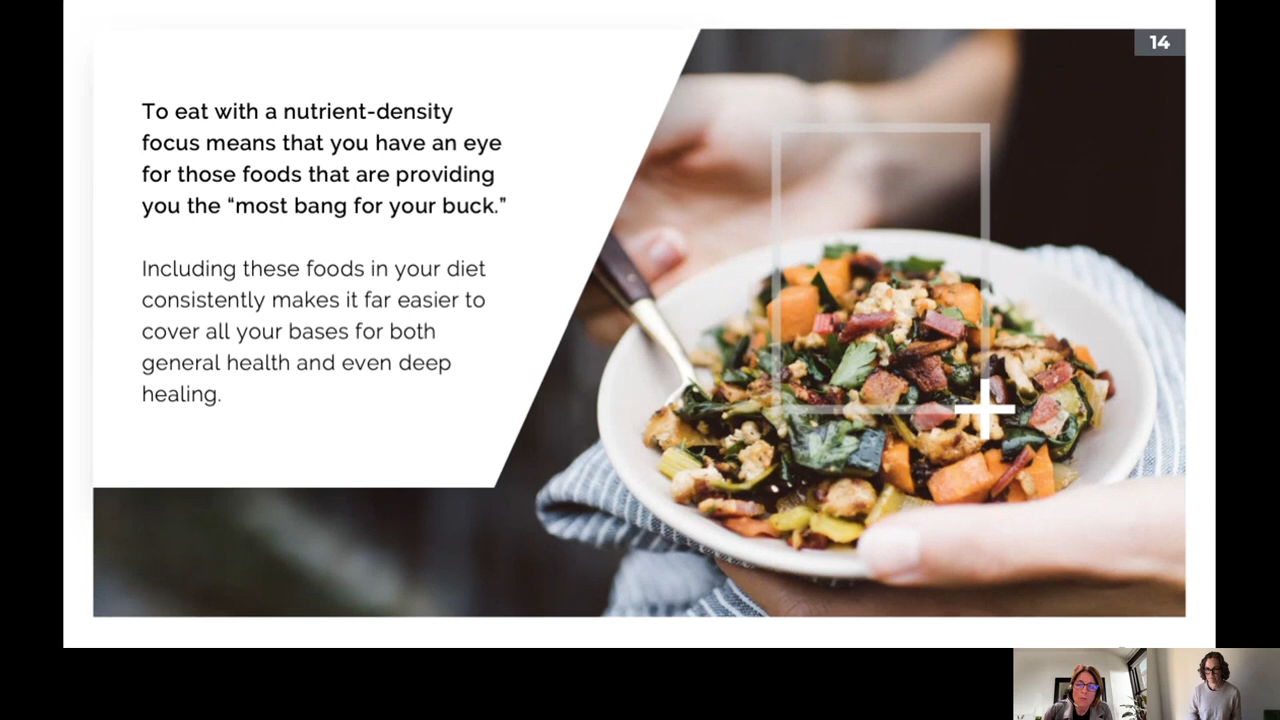 14
To eat with a nutrient-density
focus means that you have an eye
for those foods that are providing
you the “most bang for your buck.”
Including these foods in your diet
consistently makes it far easier to
cover all your bases for both
general health and even deep
healing.